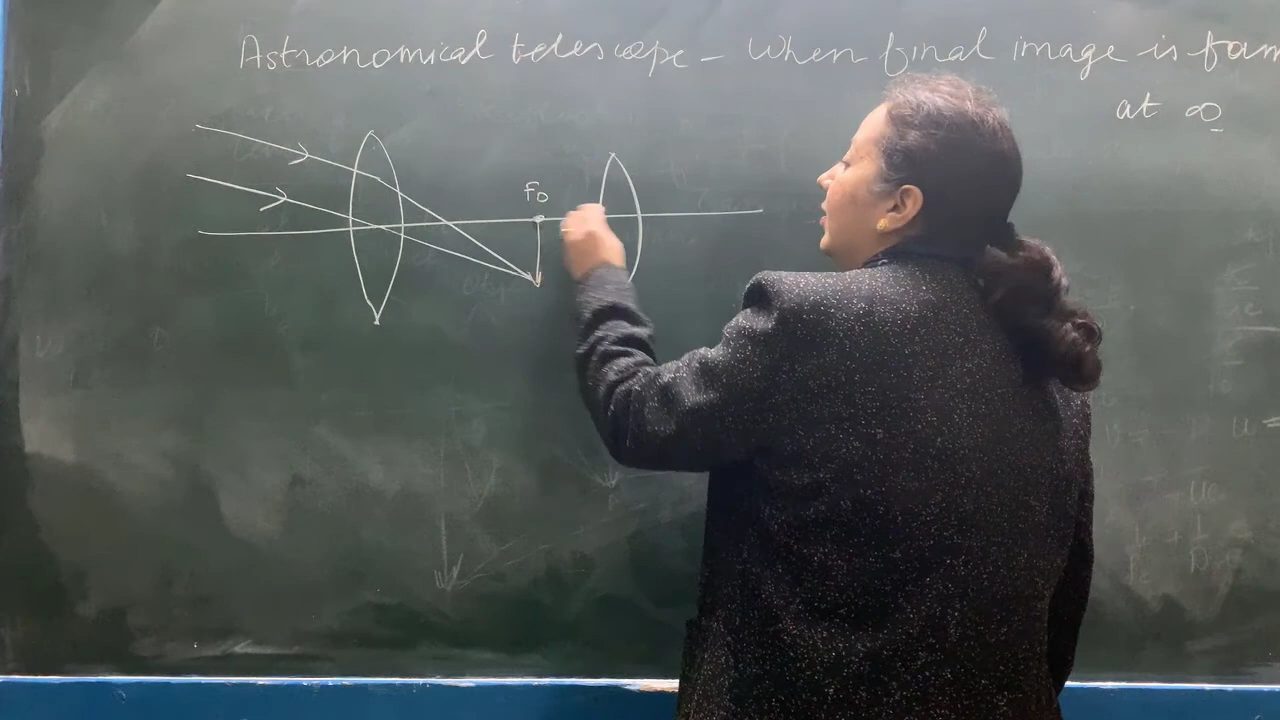 Astronomical telescope - When final image is form
at ∞
Fo
u =